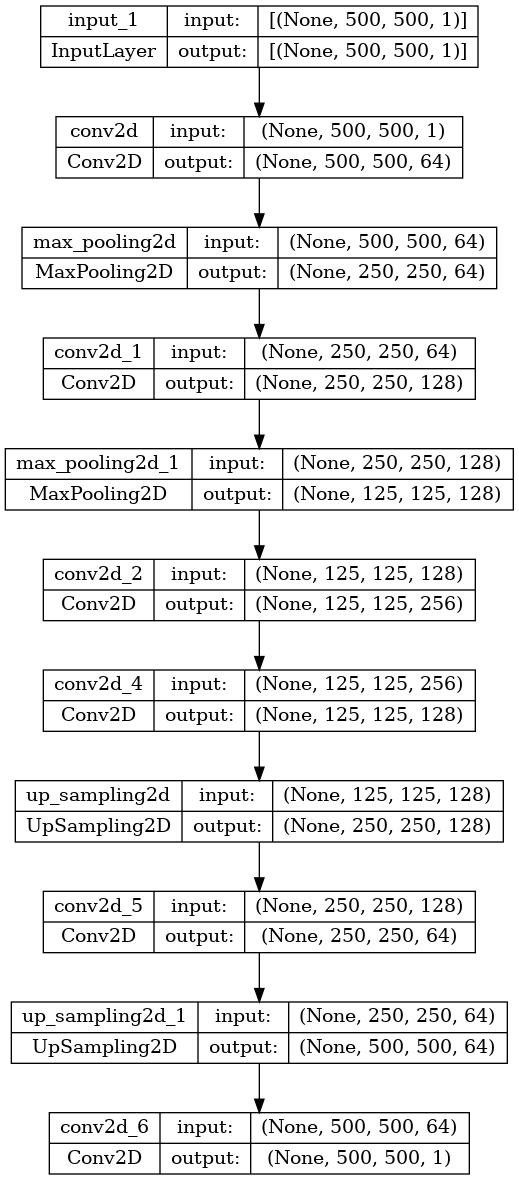 input_1 input: [(None, 500, 500, 1)]
InputLayer output: [(None, 500, 500, 1)]
conv2d input: (None, 500, 500, 1)
Conv2D output: (None, 500, 500, 64)
max_pooling2d input: (None, 500, 500, 64)
MaxPooling2D output: (None, 250, 250, 64)
conv2d_1 input: (None, 250, 250, 64)
Conv2D output: (None, 250, 250, 128)
max_pooling2d_1 input: (None, 250, 250, 128)
MaxPooling2D output: (None, 125, 125, 128)
conv2d_2 input: (None, 125, 125, 128)
Conv2D output: (None, 125, 125, 256)
conv2d_4 input: (None, 125, 125, 256)
Conv2D output: (None, 125, 125, 128)
up_sampling2d input: (None, 125, 125, 128)
UpSampling2D output: (None, 250, 250, 128)
conv2d_5 input: (None, 250, 250, 128)
Conv2D output: (None, 250, 250, 64)
up_sampling2d_1 input: (None, 250, 250, 64)
UpSampling2D output: (None, 500, 500, 64)
conv2d_6 input: (None, 500, 500, 64)
Conv2D output: (None, 500, 500, 1)